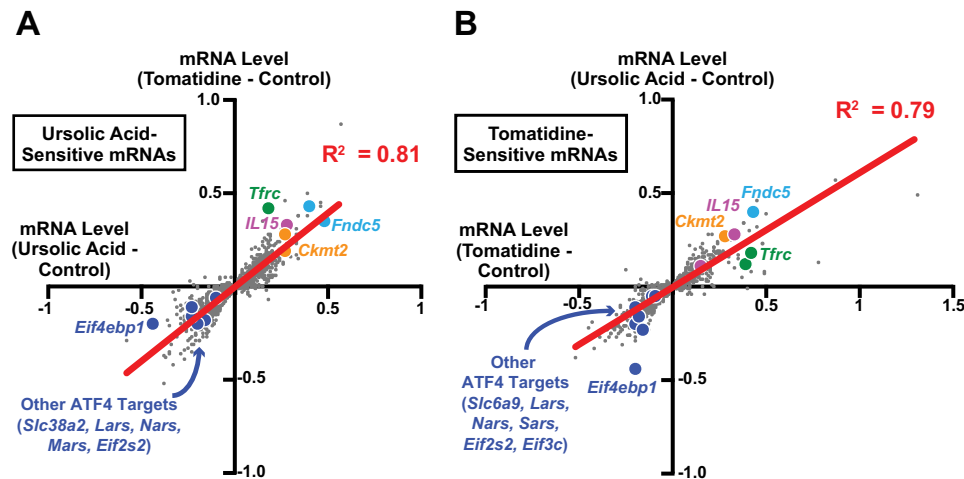 A
mRNA Level
(Tomatidine - Control)
1.0
Ursolic Acid-
Sensitive mRNAs
R² = 0.81
0.5
Tfrc
IL15
Fndc5
Ckmt2
mRNA Level
(Ursolic Acid -
Control)
-1
-0.5
0.5
1
Eif4ebp1
-0.5
Other ATF4 Targets
(Slc38a2, Lars, Nars,
Mars, Eif2s2)
-1.0
B
mRNA Level
(Ursolic Acid - Control)
1.0
Tomatidine-
Sensitive mRNAs
R² = 0.79
0.5
Fndc5
IL15
Ckmt2
Tfrc
mRNA Level
(Tomatidine -
Control)
-1
-0.5
0.5
1
1.5
Other
ATF4 Targets
(Slc6a9, Lars,
Nars, Sars,
Eif2s2, Eif3c)
Eif4ebp1
-0.5
-1.0